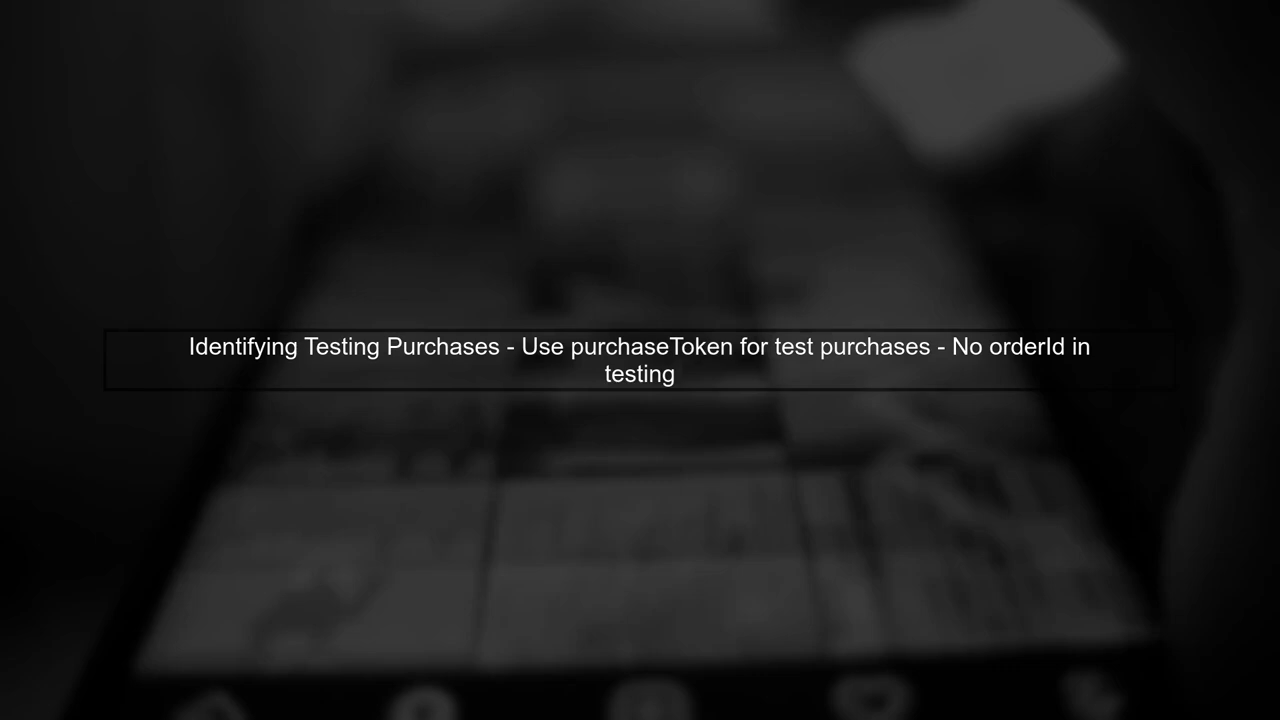 Identifying Testing Purchases - Use purchaseToken for test purchases - No orderId in
testing